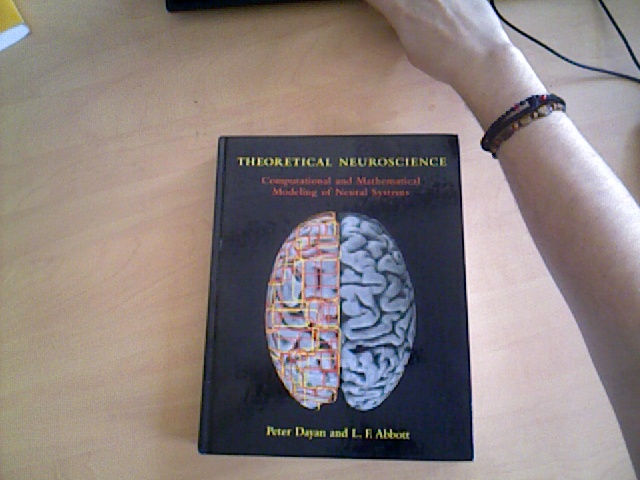 THEORETICAL NEUROSCIENCE
Computational and Mathematical
Modeling of Neural Systems
Peter Dayan and L. F. Abbott